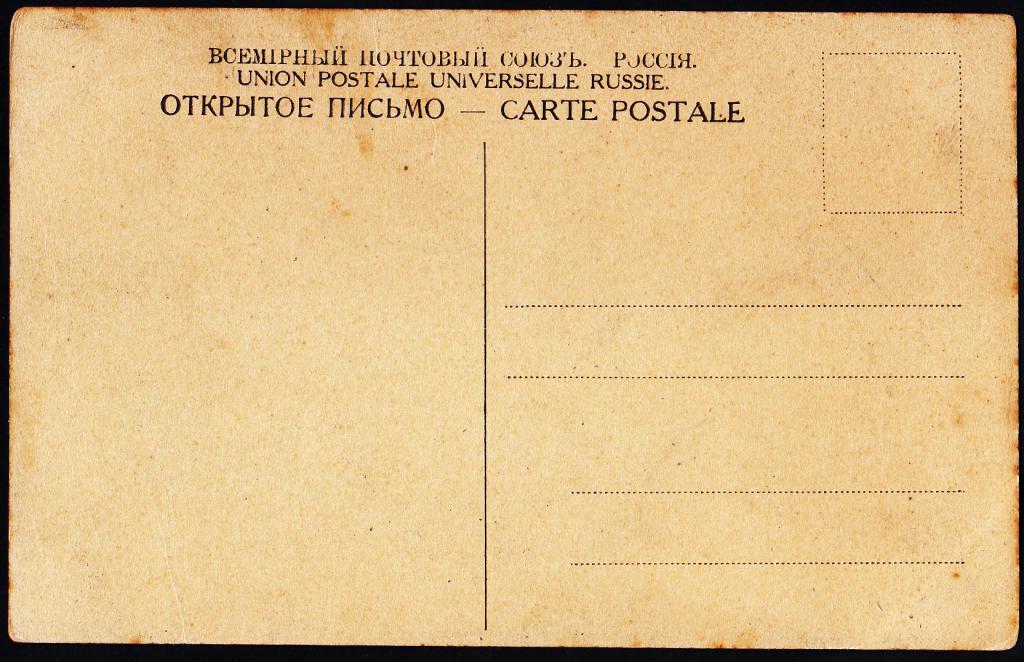 ВСЕМІРНЫЙ ПОЧТОВЫЙ СОЮЗЪ. РОССІЯ.
UNION POSTALE UNIVERSELLE RUSSIE.
ОТКРЫТОЕ ПИСЬМО — CARTE POSTALE